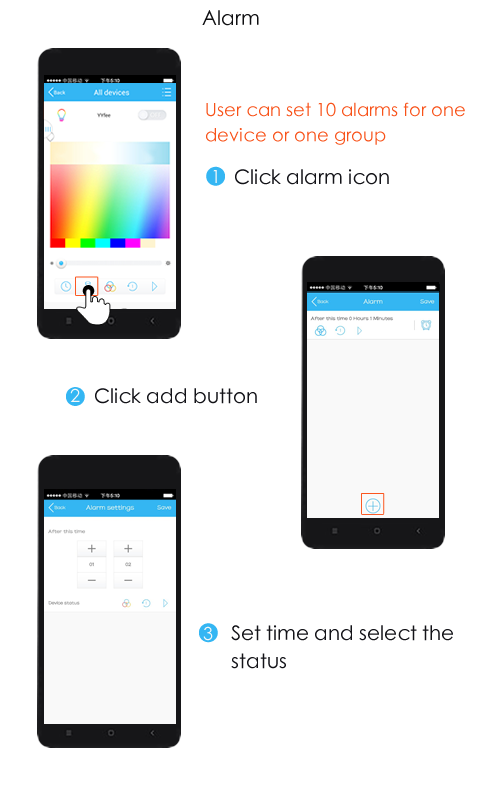 Alarm
中国移动 下午5:10
Back All devices
YYfee
User can set 10 alarms for one
device or one group
1 Click alarm icon
中国移动 下午5:10
Back Alarm Save
After this time 0 Hours 1 Minutes
2 Click add button
中国移动 下午5:10
Back Alarm settings Save
After this time
01 02
Device status
3 Set time and select the
status